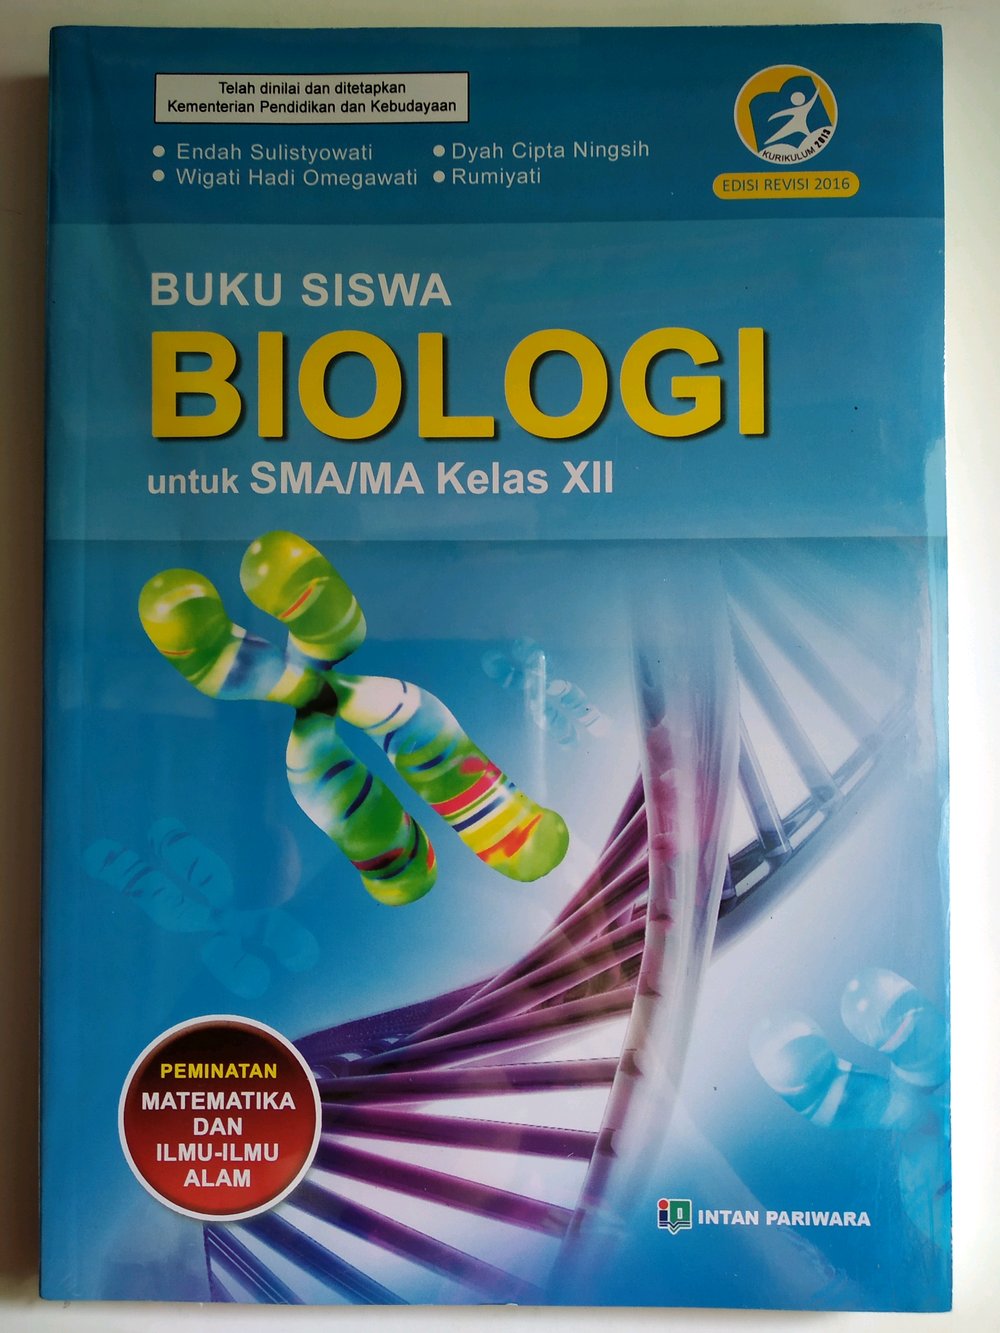 Telah dinilai dan ditetapkan
Kementerian Pendidikan dan Kebudayaan
• Endah Sulistyowati • Dyah Cipta Ningsih
• Wigati Hadi Omegawati • Rumiyati
KURIKULUM 2013
EDISI REVISI 2016
BUKU SISWA
BIOLOGI
untuk SMA/MA Kelas XII
PEMINATAN
MATEMATIKA
DAN
ILMU-ILMU
ALAM
INTAN PARIWARA